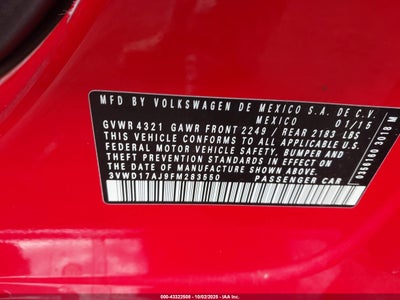 MFD BY VOLKSWAGEN DE MEXICO S.A. DE C.V.
MEXICO 01/15
GVWR 4321 GAWR FRONT 2249 / REAR 2183 LBS
THIS VEHICLE CONFORMS TO ALL APPLICABLE U.S.
FEDERAL MOTOR VEHICLE SAFETY, BUMPER, AND
THEFT PREVENTION STANDARDS IN EFFECT ON
THE DATE OF MANUFACTURE SHOWN ABOVE.
3VWD17AJ9FM283550 PASSENGER CAR
000-43322506 - 10/02/2025 - IAA Inc.